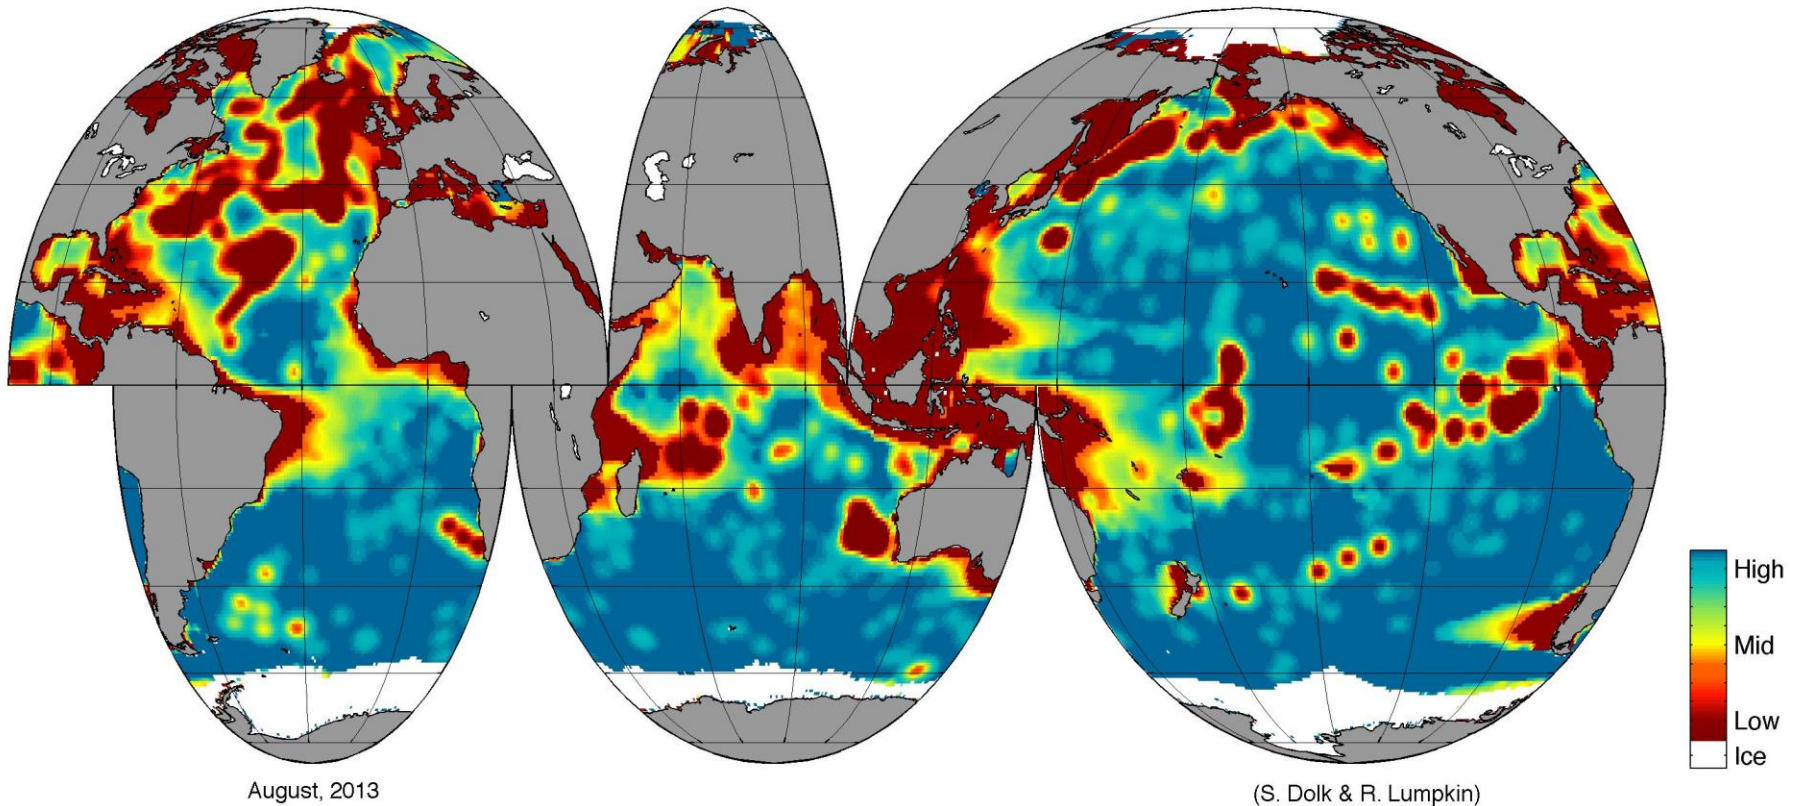 High
Mid
Low
Ice
August, 2013
(S. Dolk & R. Lumpkin)